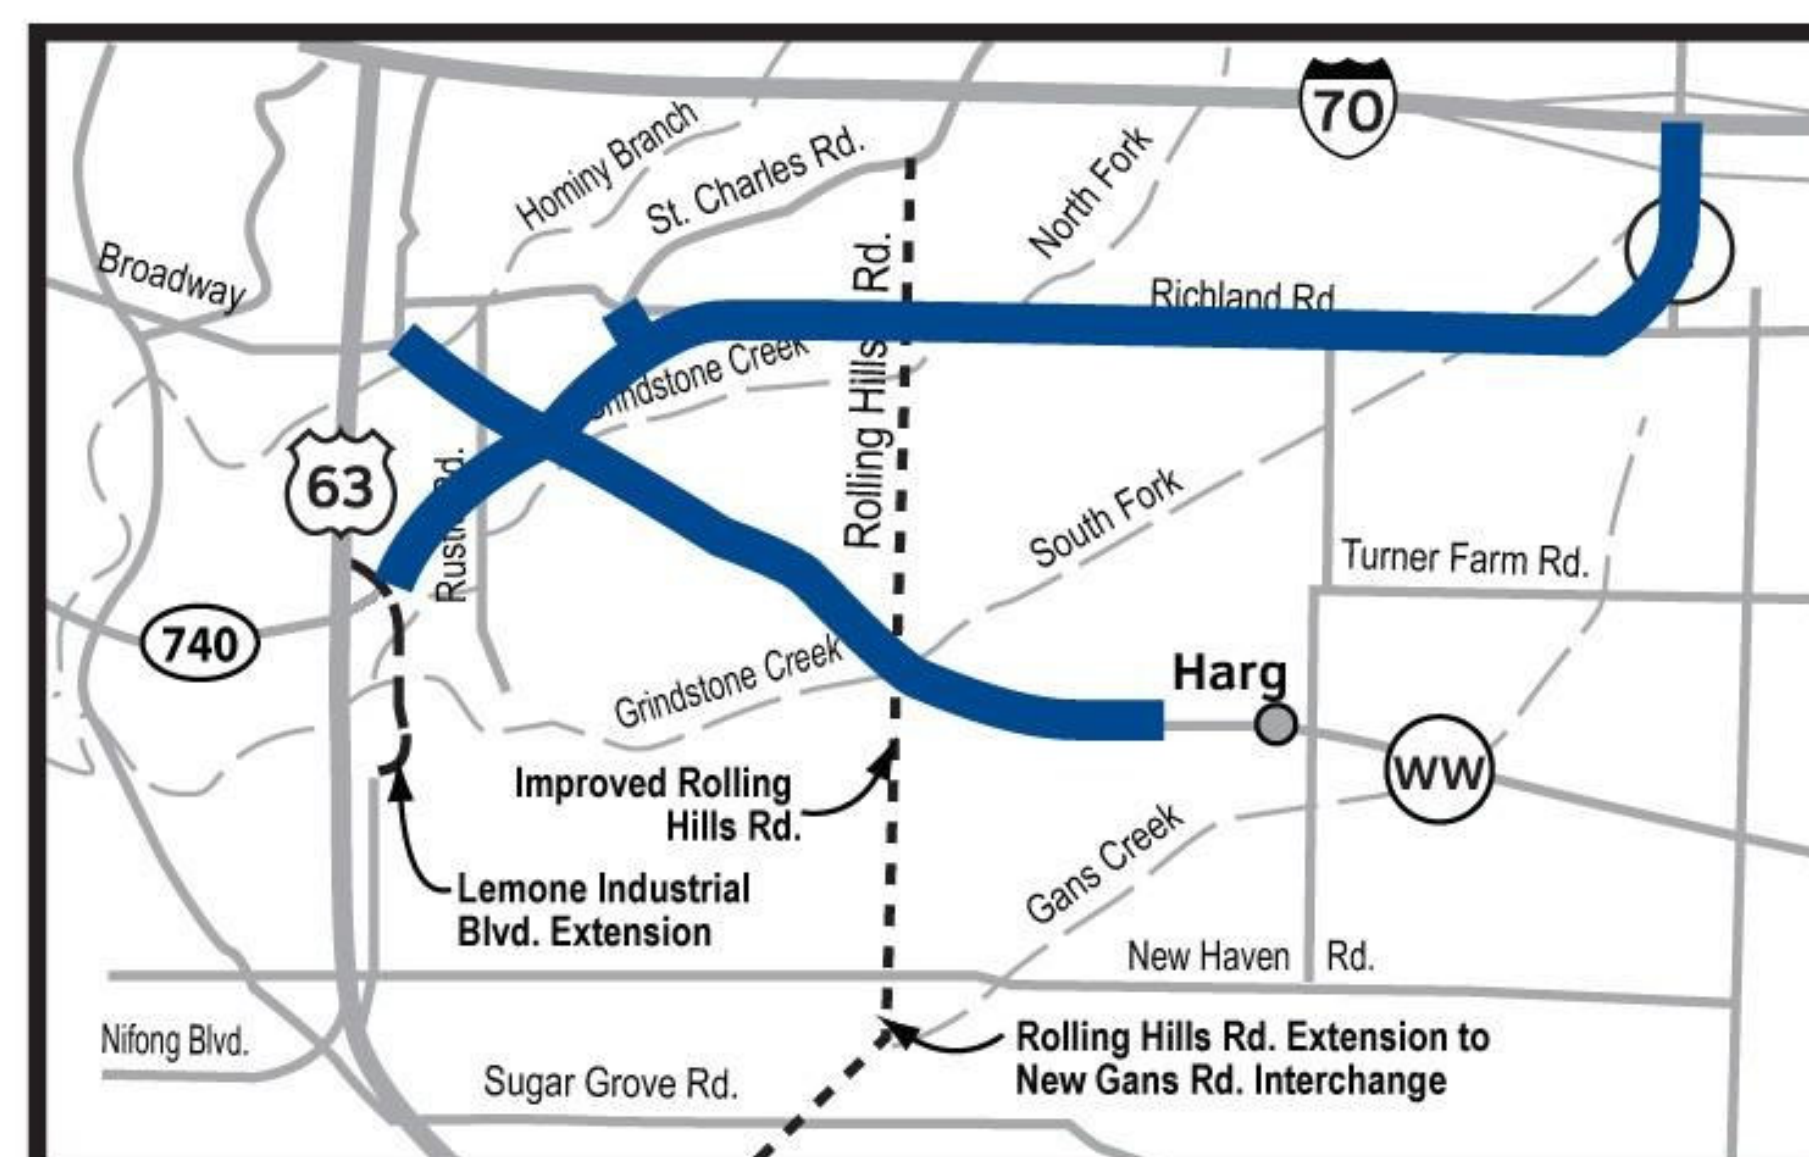 70
Hominy Branch
St. Charles Rd.
North Fork
Broadway
Rolling Hills Rd.
Richland Rd
Grindstone Creek
63
South Fork
Turner Farm Rd.
740
Grindstone Creek
Harg
WW
Improved Rolling
Hills Rd.
Gans Creek
Lemone Industrial
Blvd. Extension
New Haven Rd.
Nifong Blvd.
Rolling Hills Rd. Extension to
New Gans Rd. Interchange
Sugar Grove Rd.